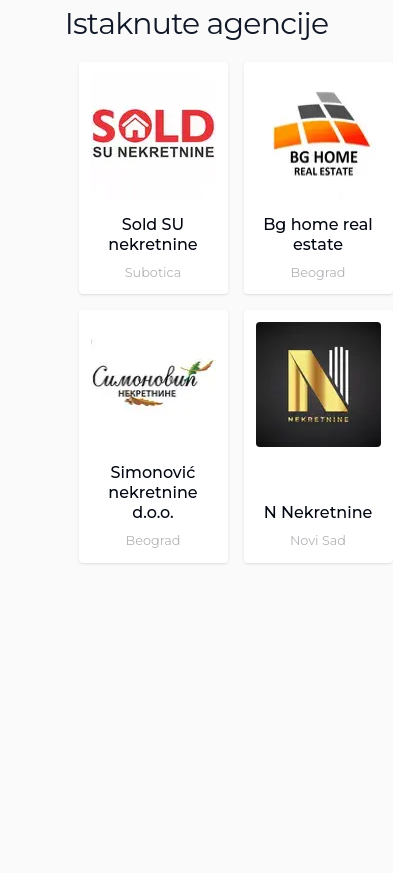 Istaknute agencije
SOLD
SU NEKRETNINE
Sold SU
nekretnine
Subotica
BG HOME
REAL ESTATE
Bg home real
estate
Beograd
Симоновић
НЕКРЕТНИНЕ
Simonović
nekretnine
d.o.o.
Beograd
N
NEKRETNINE
N Nekretnine
Novi Sad